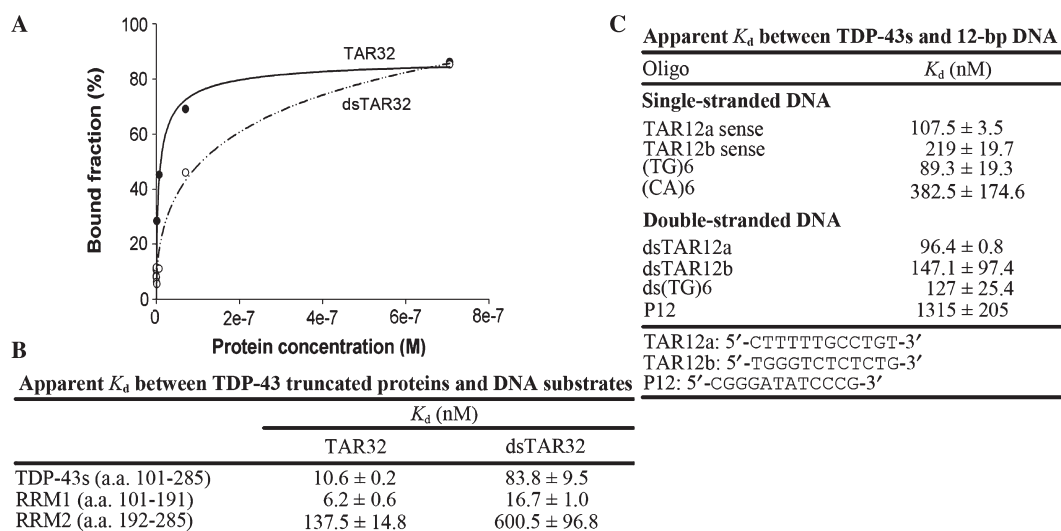 A
Bound fraction (%)
100
80
60
40
20
0
TAR32
dsTAR32
0 2e-7 4e-7 6e-7 8e-7
Protein concentration (M)
B
Apparent Kd between TDP-43 truncated proteins and DNA substrates
Kd (nM)
TAR32 dsTAR32
TDP-43s (a.a. 101-285) 10.6 ± 0.2 83.8 ± 9.5
RRM1 (a.a. 101-191) 6.2 ± 0.6 16.7 ± 1.0
RRM2 (a.a. 192-285) 137.5 ± 14.8 600.5 ± 96.8
C
Apparent Kd between TDP-43s and 12-bp DNA
Oligo Kd (nM)
Single-stranded DNA
TAR12a sense 107.5 ± 3.5
TAR12b sense 219 ± 19.7
(TG)6 89.3 ± 19.3
(CA)6 382.5 ± 174.6
Double-stranded DNA
dsTAR12a 96.4 ± 0.8
dsTAR12b 147.1 ± 97.4
ds(TG)6 127 ± 25.4
P12 1315 ± 205
TAR12a: 5′-CTTTTTGCCTGT-3′
TAR12b: 5′-TGGGTCTCTCTG-3′
P12: 5′-CGGGATATCCCG-3′